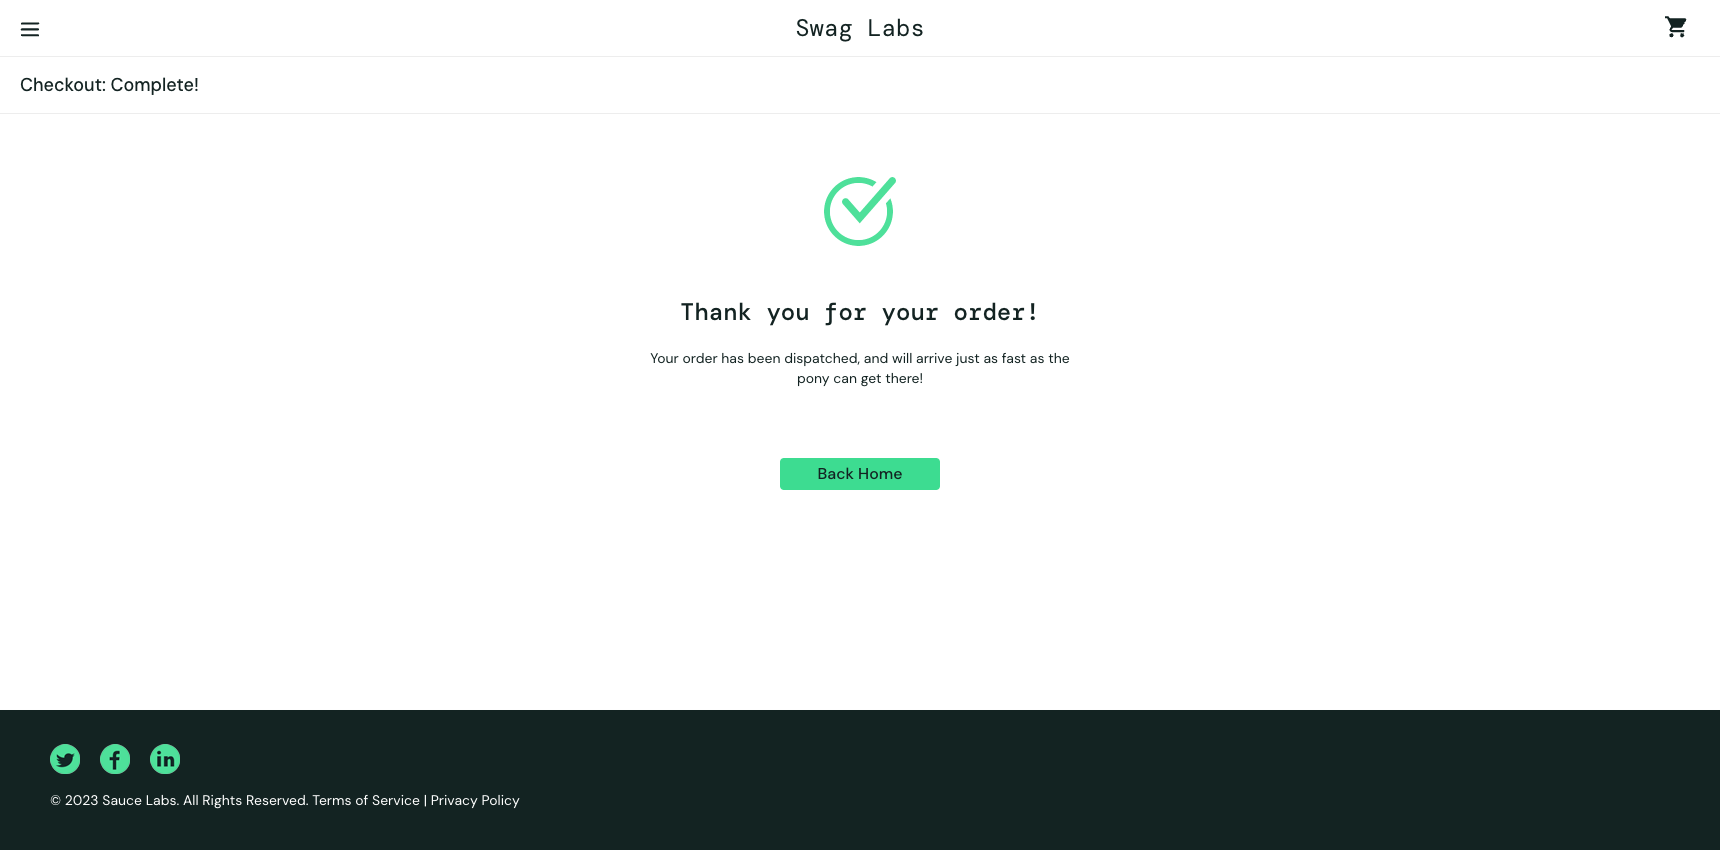 Swag Labs
Checkout: Complete!
Thank you for your order!
Your order has been dispatched, and will arrive just as fast as the
pony can get there!
Back Home
© 2023 Sauce Labs. All Rights Reserved. Terms of Service | Privacy Policy